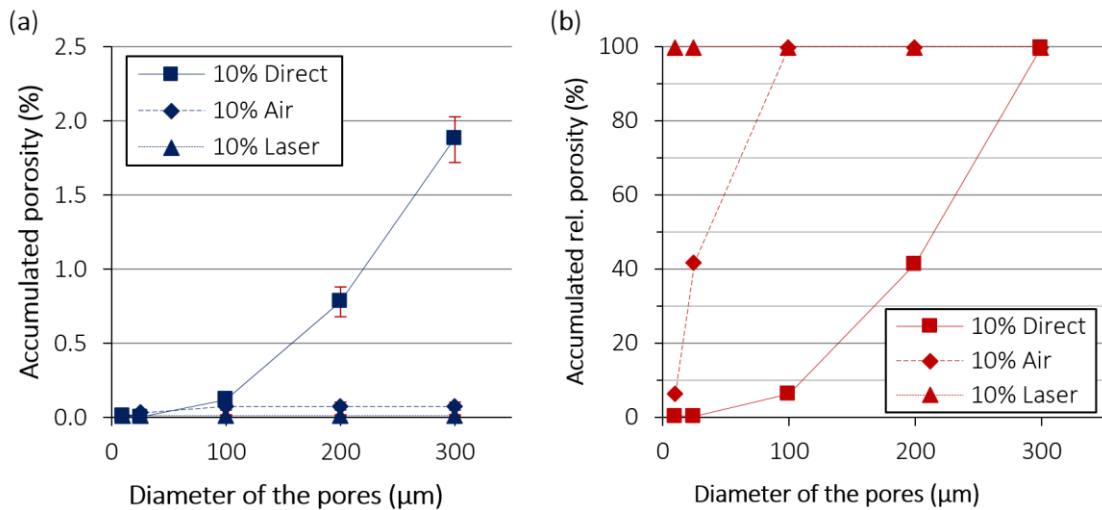 (a)
2.5
2.0
1.5
1.0
0.5
0.0
Accumulated porosity (%)
10% Direct
10% Air
10% Laser
0 100 200 300
Diameter of the pores (μm)
(b)
100
80
60
40
20
0
Accumulated rel. porosity (%)
10% Direct
10% Air
10% Laser
0 100 200 300
Diameter of the pores (μm)